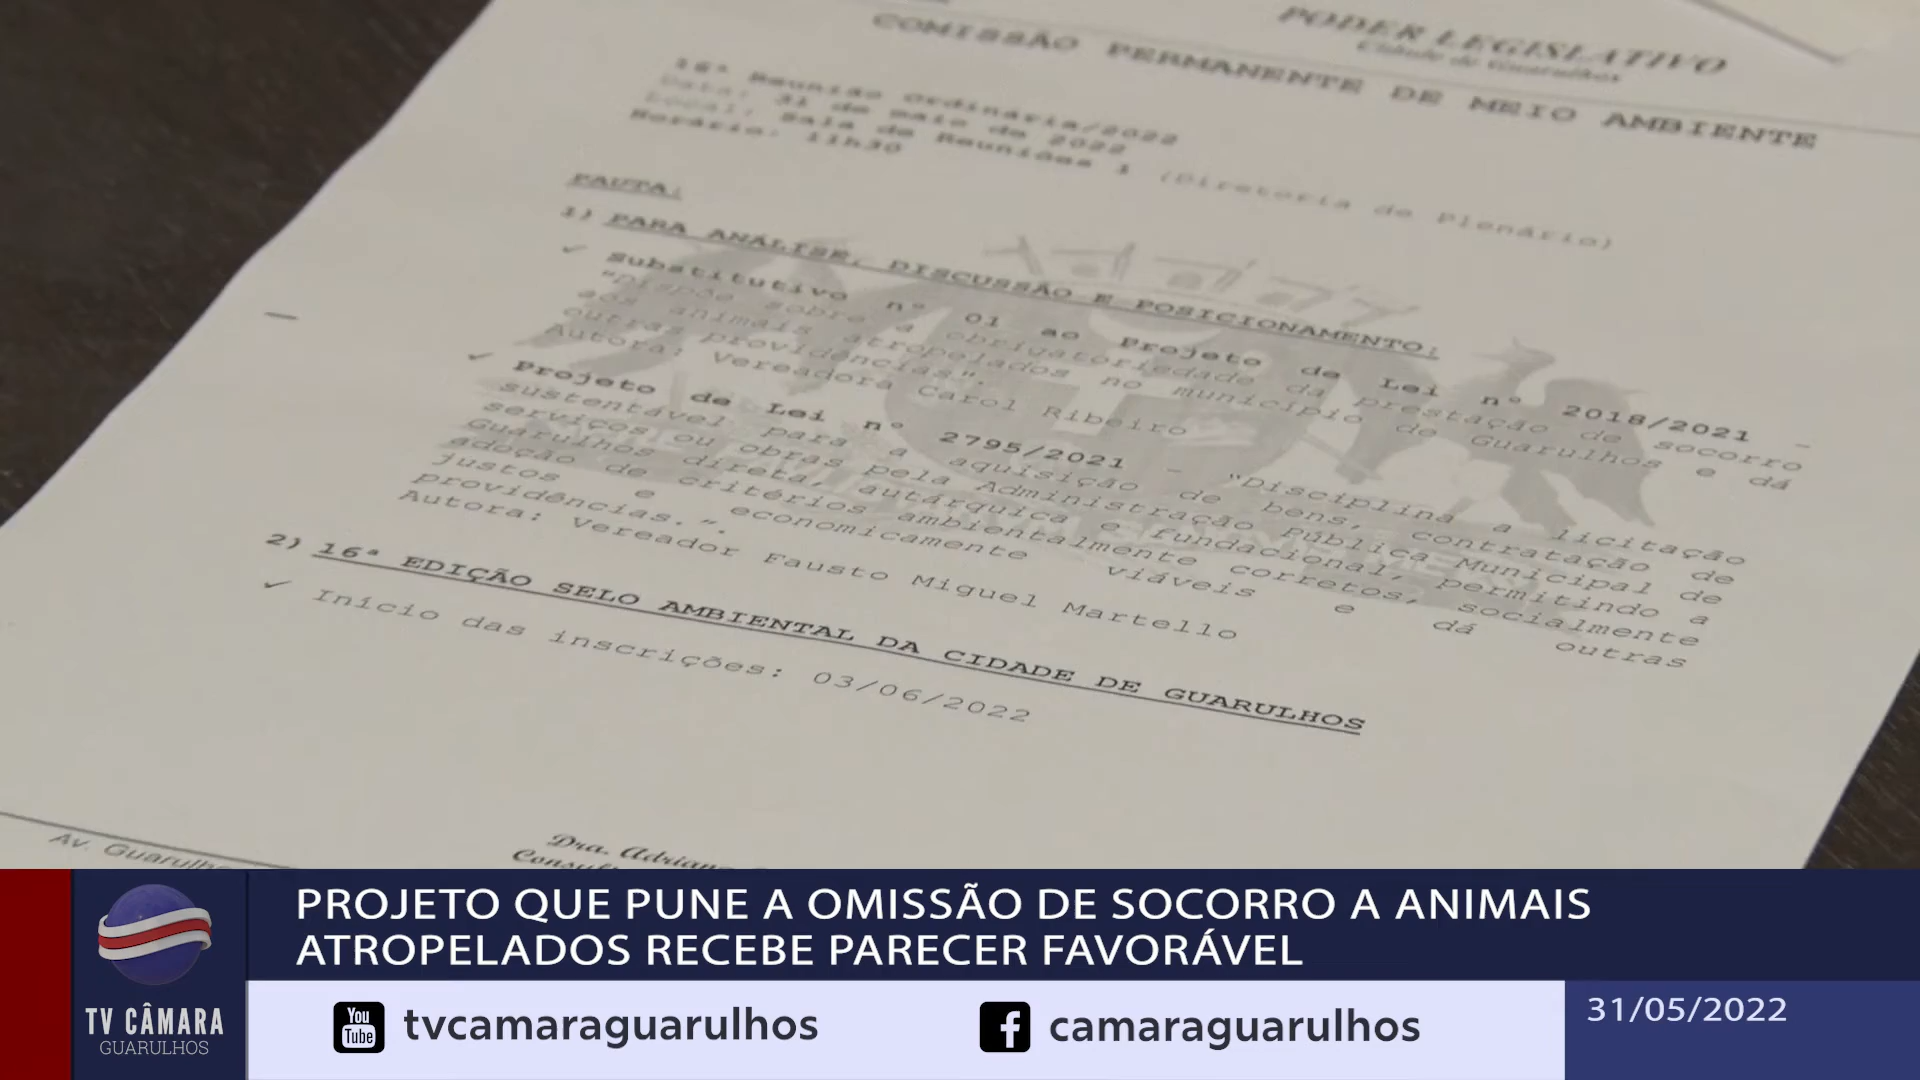 PODER LEGISLATIVO
Cidade de Guarulhos
COMISSÃO PERMANENTE DE MEIO AMBIENTE
16ª Reunião Ordinária/2022
Data: 31 de maio de 2022
Local: Sala de Reuniões 1 (Diretoria de Plenário)
Horário: 11h30
PAUTA:
1) PARA ANÁLISE, DISCUSSÃO E POSICIONAMENTO:
✓ Substitutivo nº 01 ao Projeto de Lei nº 2018/2021 –
"Dispõe sobre a obrigatoriedade da prestação de socorro
aos animais atropelados no município de Guarulhos e dá
outras providências".
Autora: Vereadora Carol Ribeiro
✓ Projeto de Lei nº 2795/2021 – "Disciplina a licitação
sustentável para a aquisição de bens, contratação de
serviços ou obras pela Administração Pública Municipal de
Guarulhos direta, autárquica e fundacional, permitindo a
adoção de critérios ambientalmente corretos, socialmente
justos e economicamente viáveis e dá outras
providências.".
Autora: Vereador Fausto Miguel Martello
2) 16ª EDIÇÃO SELO AMBIENTAL DA CIDADE DE GUARULHOS
✓ Início das inscrições: 03/06/2022
Av. Guarulhos
Dra. Adriana
PROJETO QUE PUNE A OMISSÃO DE SOCORRO A ANIMAIS
ATROPELADOS RECEBE PARECER FAVORÁVEL
TV CÂMARA
GUARULHOS
You
Tube
tvcamaraguarulhos
camaraguarulhos
31/05/2022